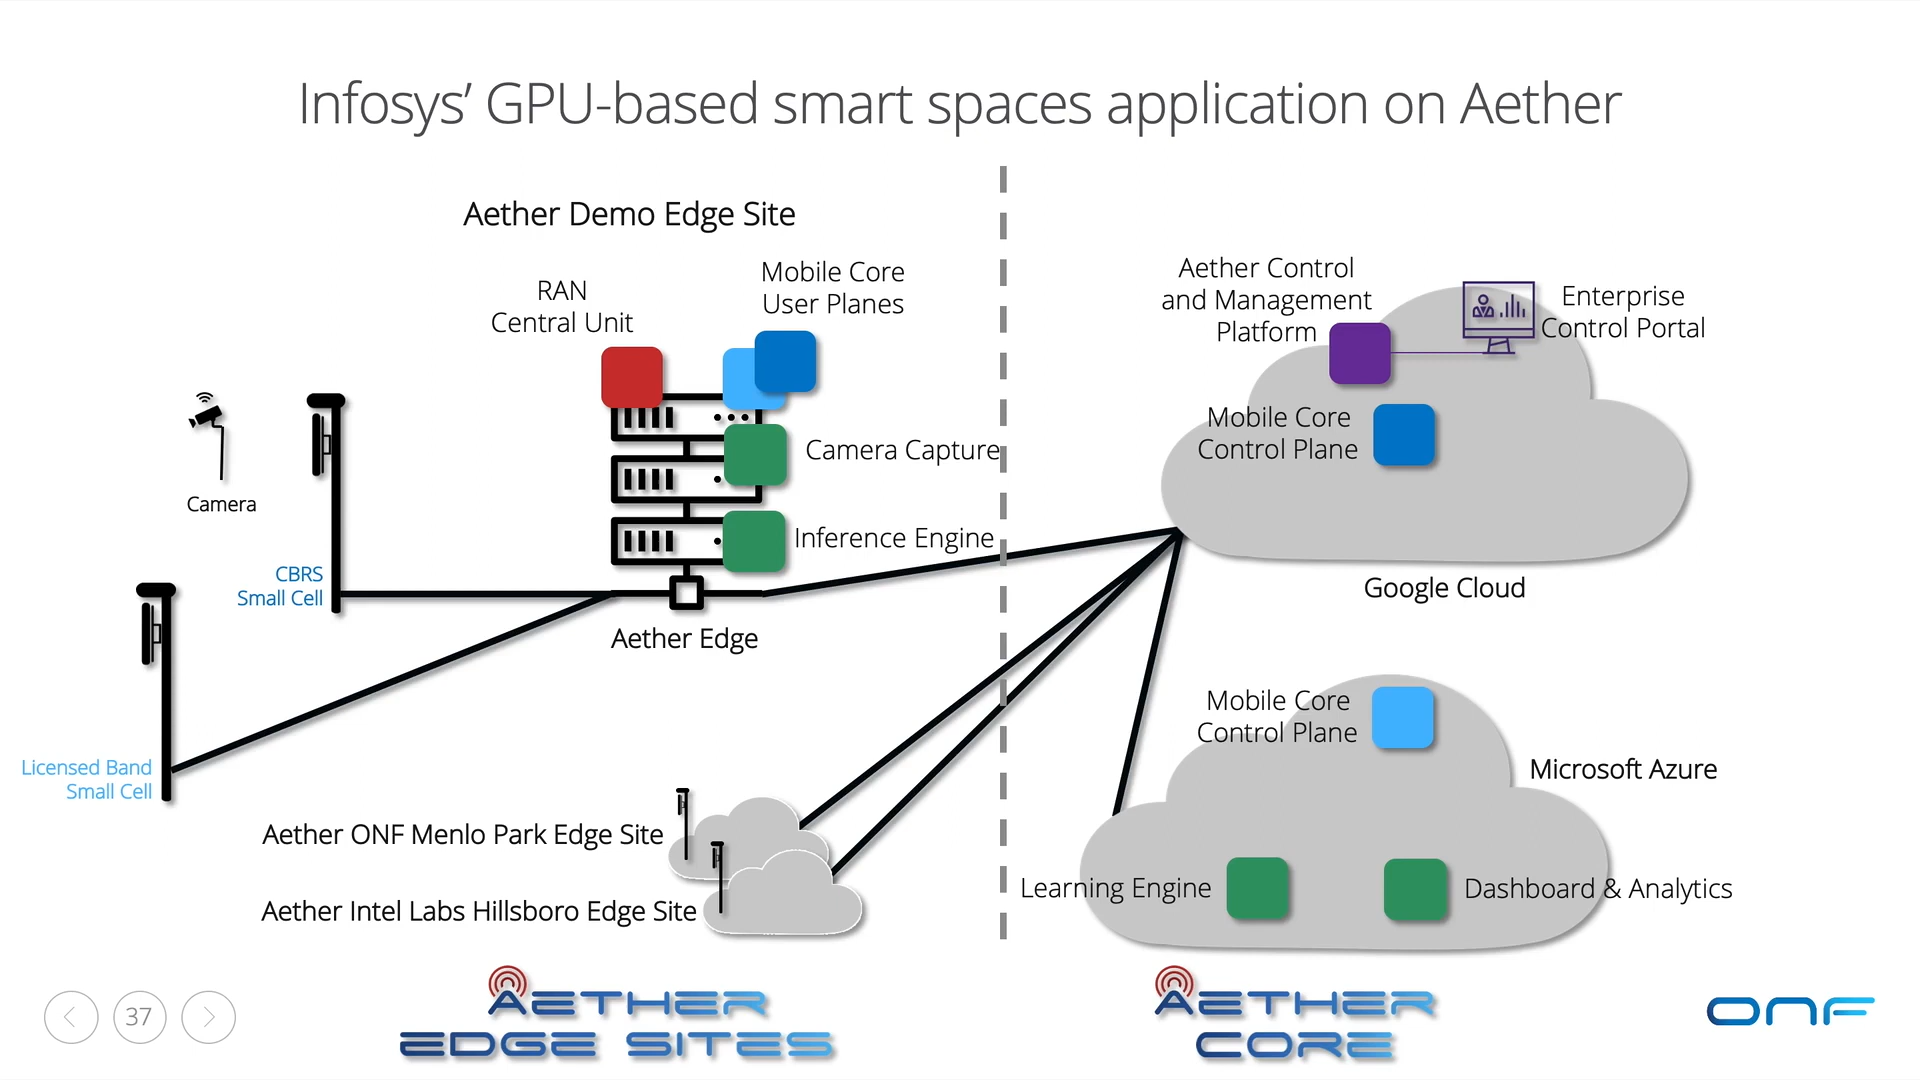 Infosys’ GPU-based smart spaces application on Aether
Aether Demo Edge Site
RAN
Central Unit
Mobile Core
User Planes
Camera Capture
Inference Engine
Camera
CBRS
Small Cell
Aether Edge
Licensed Band
Small Cell
Aether ONF Menlo Park Edge Site
Aether Intel Labs Hillsboro Edge Site
Aether Control
and Management
Platform
Enterprise
Control Portal
Mobile Core
Control Plane
Google Cloud
Mobile Core
Control Plane
Microsoft Azure
Learning Engine
Dashboard & Analytics
37
AETHER
EDGE SITES
AETHER
CORE
ONF